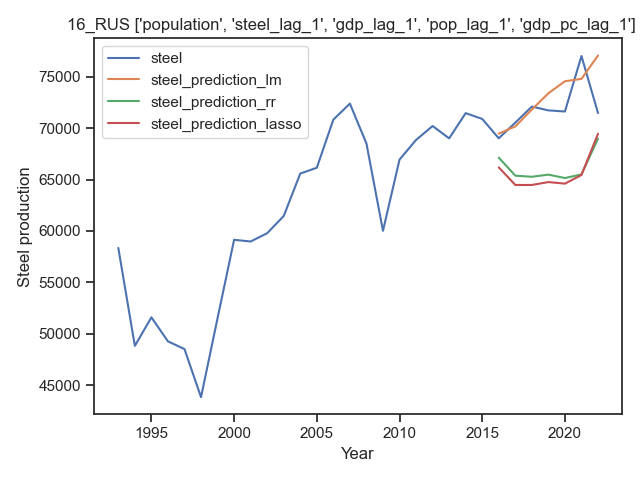 16_RUS ['population', 'steel_lag_1', 'gdp_lag_1', 'pop_lag_1', 'gdp_pc_lag_1']
steel
steel_prediction_lm
steel_prediction_rr
steel_prediction_lasso
75000
70000
65000
60000
55000
50000
45000
Steel production
1995
2000
2005
2010
2015
2020
Year